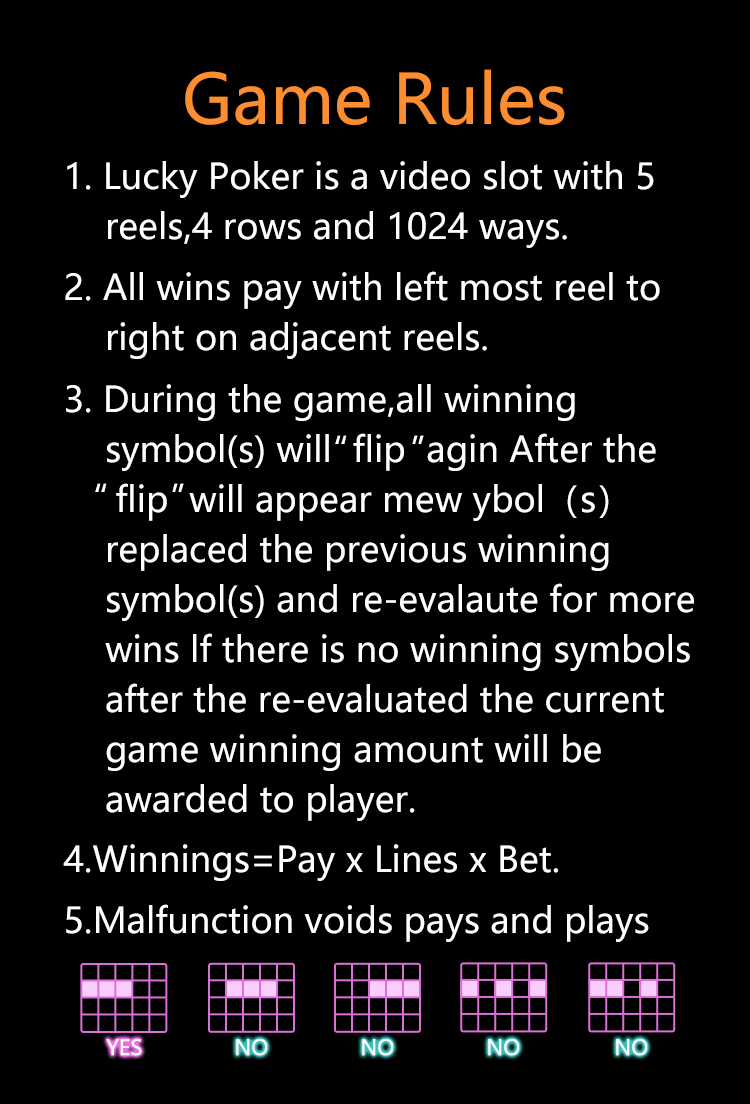 Game Rules
1. Lucky Poker is a video slot with 5
reels,4 rows and 1024 ways.
2. All wins pay with left most reel to
right on adjacent reels.
3. During the game,all winning
symbol(s) will“flip”agin After the
“flip”will appear mew ybol（s）
replaced the previous winning
symbol(s) and re-evalaute for more
wins lf there is no winning symbols
after the re-evaluated the current
game winning amount will be
awarded to player.
4.Winnings=Pay x Lines x Bet.
5.Malfunction voids pays and plays
YES NO NO NO NO